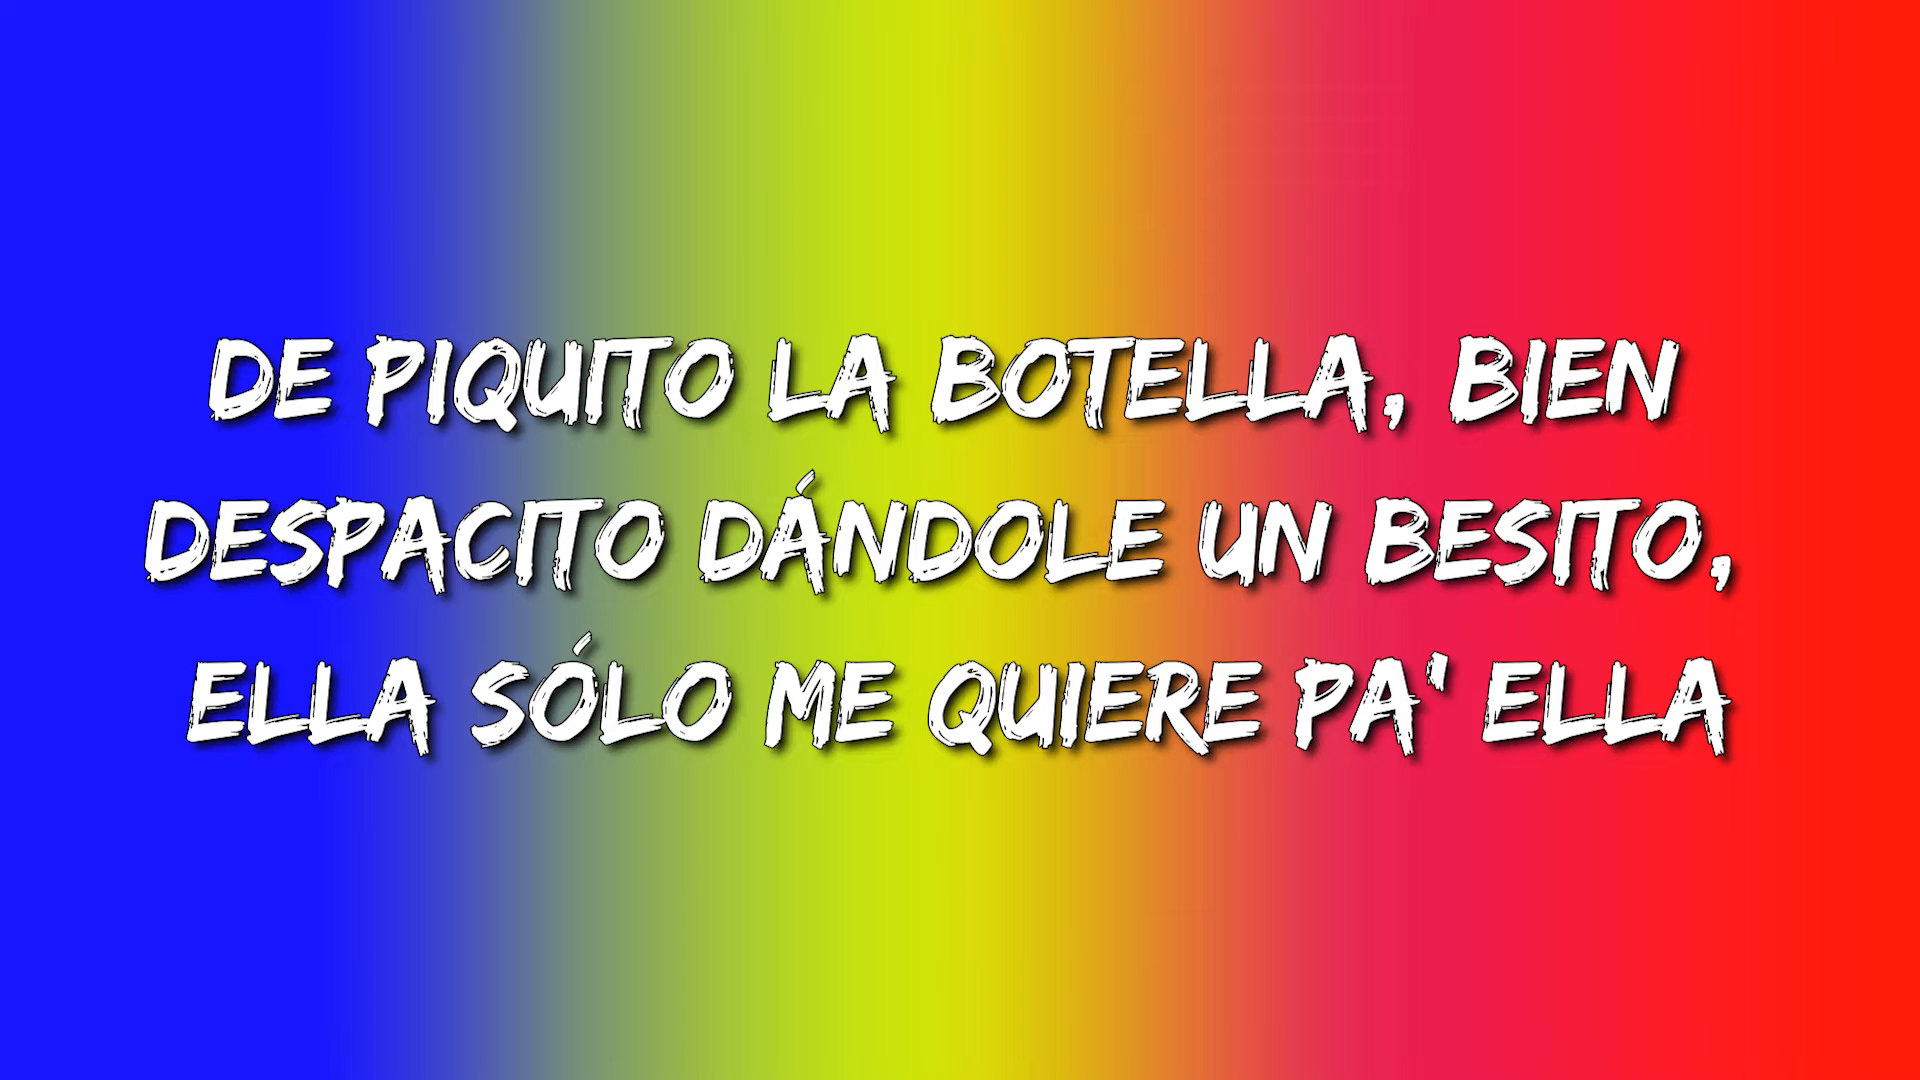 DE PIQUITO LA BOTELLA, BIEN
DESPACITO DÁNDOLE UN BESITO,
ELLA SÓLO ME QUIERE PA' ELLA